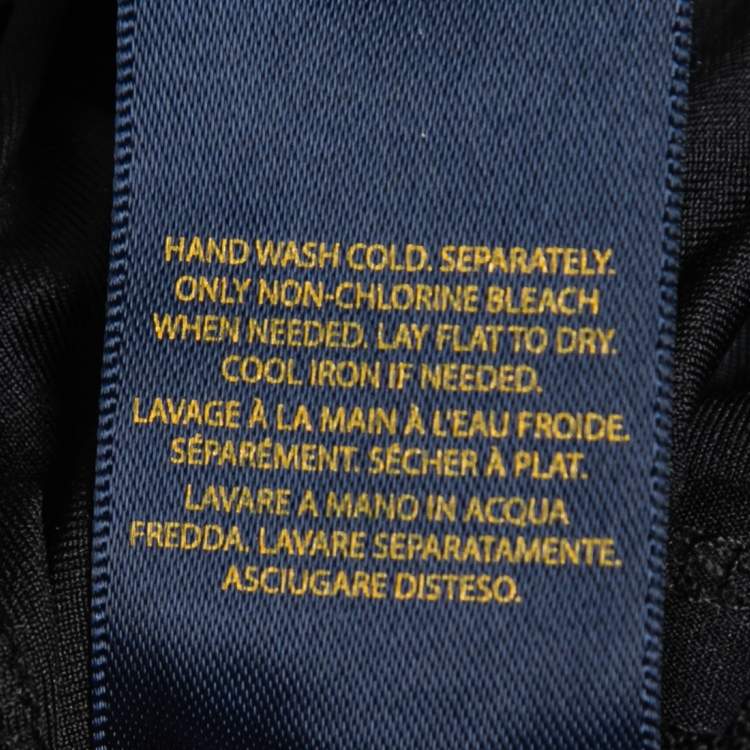 HAND WASH COLD. SEPARATELY.
ONLY NON-CHLORINE BLEACH
WHEN NEEDED. LAY FLAT TO DRY.
COOL IRON IF NEEDED.
LAVAGE À LA MAIN À L'EAU FROIDE.
SÉPARÉMENT. SÉCHER À PLAT.
LAVARE A MANO IN ACQUA
FREDDA. LAVARE SEPARATAMENTE.
ASCIUGARE DISTESO.